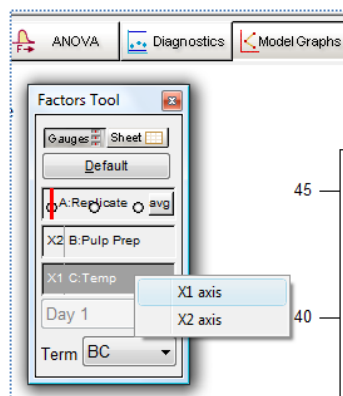 F→ ANOVA Diagnostics Model Graphs
Factors Tool
Gauges Sheet
Default
A:Replicate avg
X2 B:Pulp Prep
X1 C:Temp
X1 axis
X2 axis
Day 1
Term BC
45
40